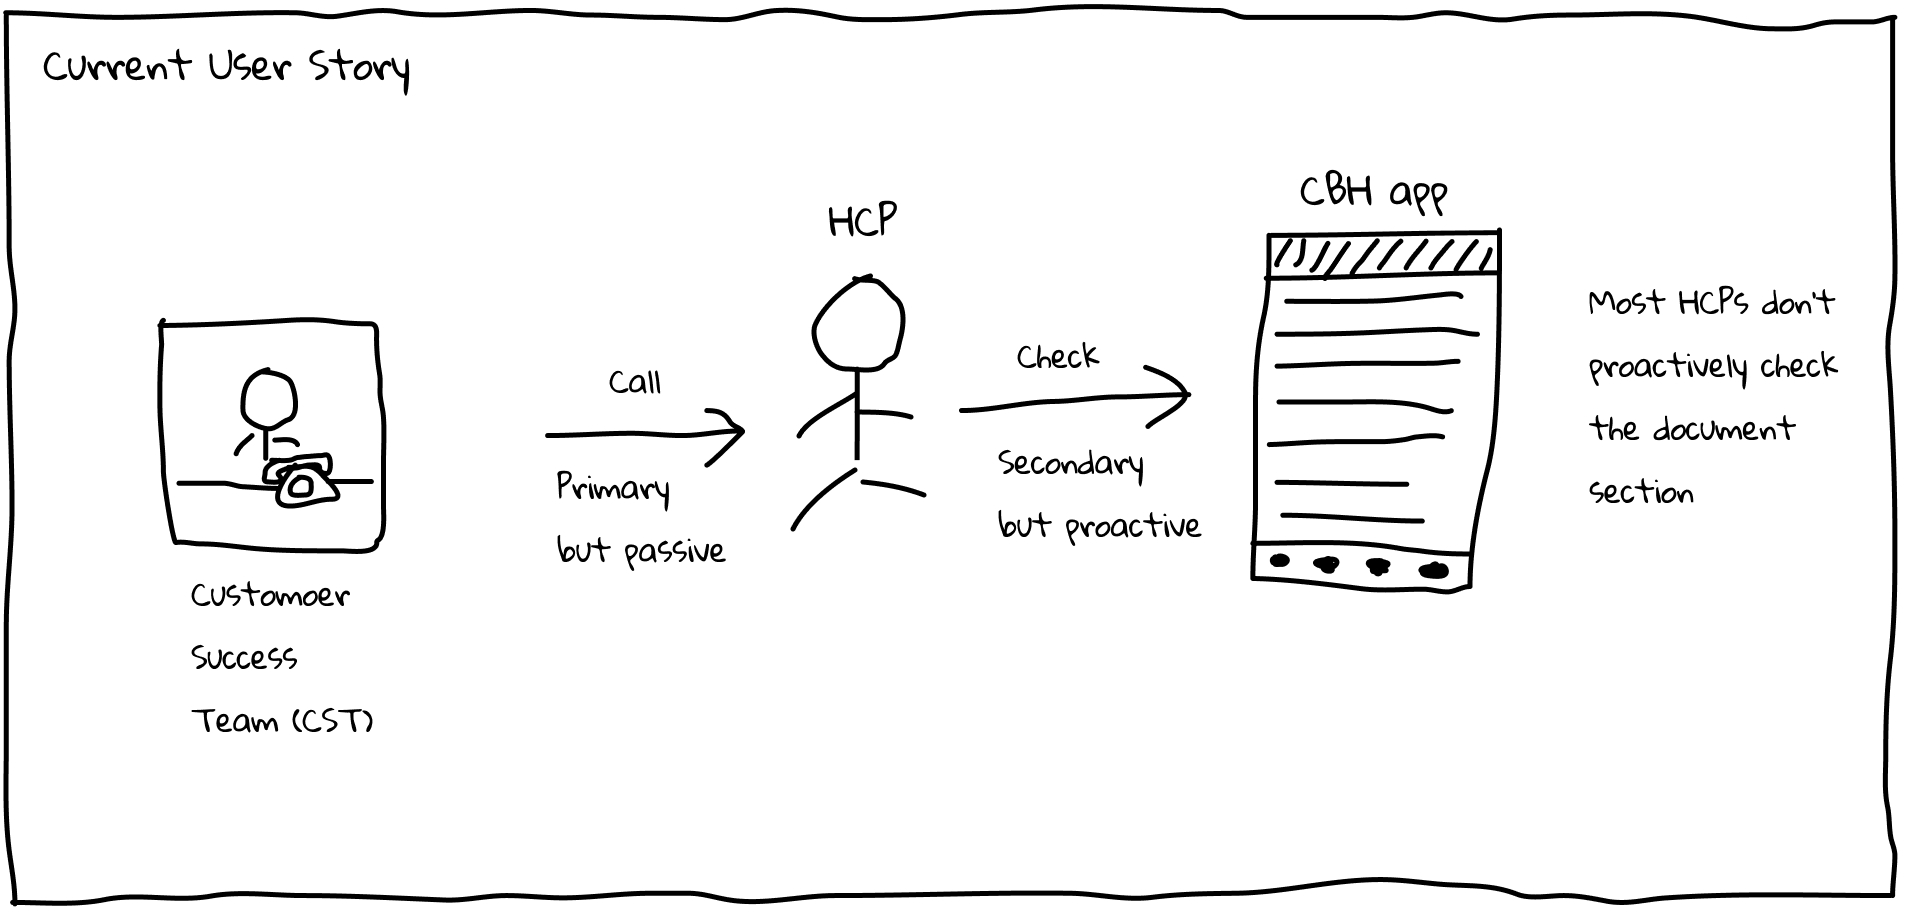 Current User Story
CBH app
HCP
Most HCPs don't
proactively check
the document
section
Check
Call
Secondary
but proactive
Primary
but passive
Customoer
Success
Team (CST)